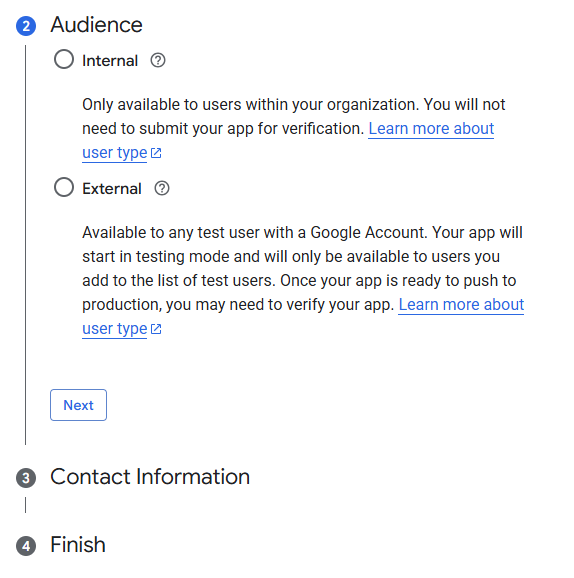 2 Audience
Internal ?
Only available to users within your organization. You will not
need to submit your app for verification. Learn more about
user type
External ?
Available to any test user with a Google Account. Your app will
start in testing mode and will only be available to users you
add to the list of test users. Once your app is ready to push to
production, you may need to verify your app. Learn more about
user type
Next
3 Contact Information
4 Finish